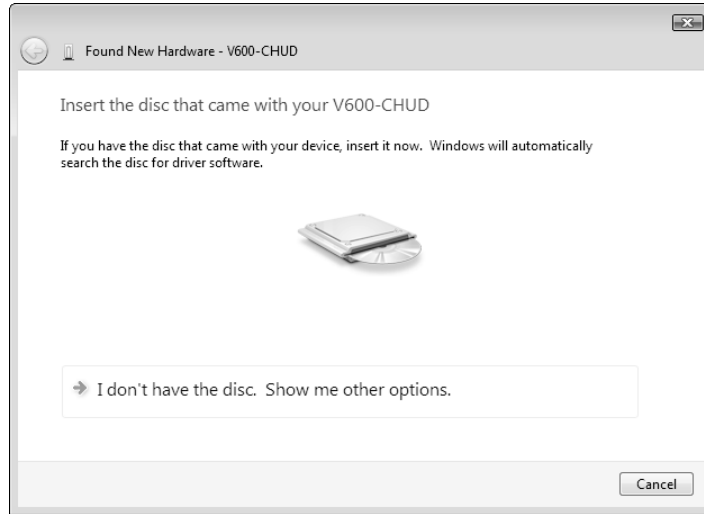 Found New Hardware - V600-CHUD
Insert the disc that came with your V600-CHUD
If you have the disc that came with your device, insert it now.  Windows will automatically
search the disc for driver software.
I don't have the disc.  Show me other options.
Cancel